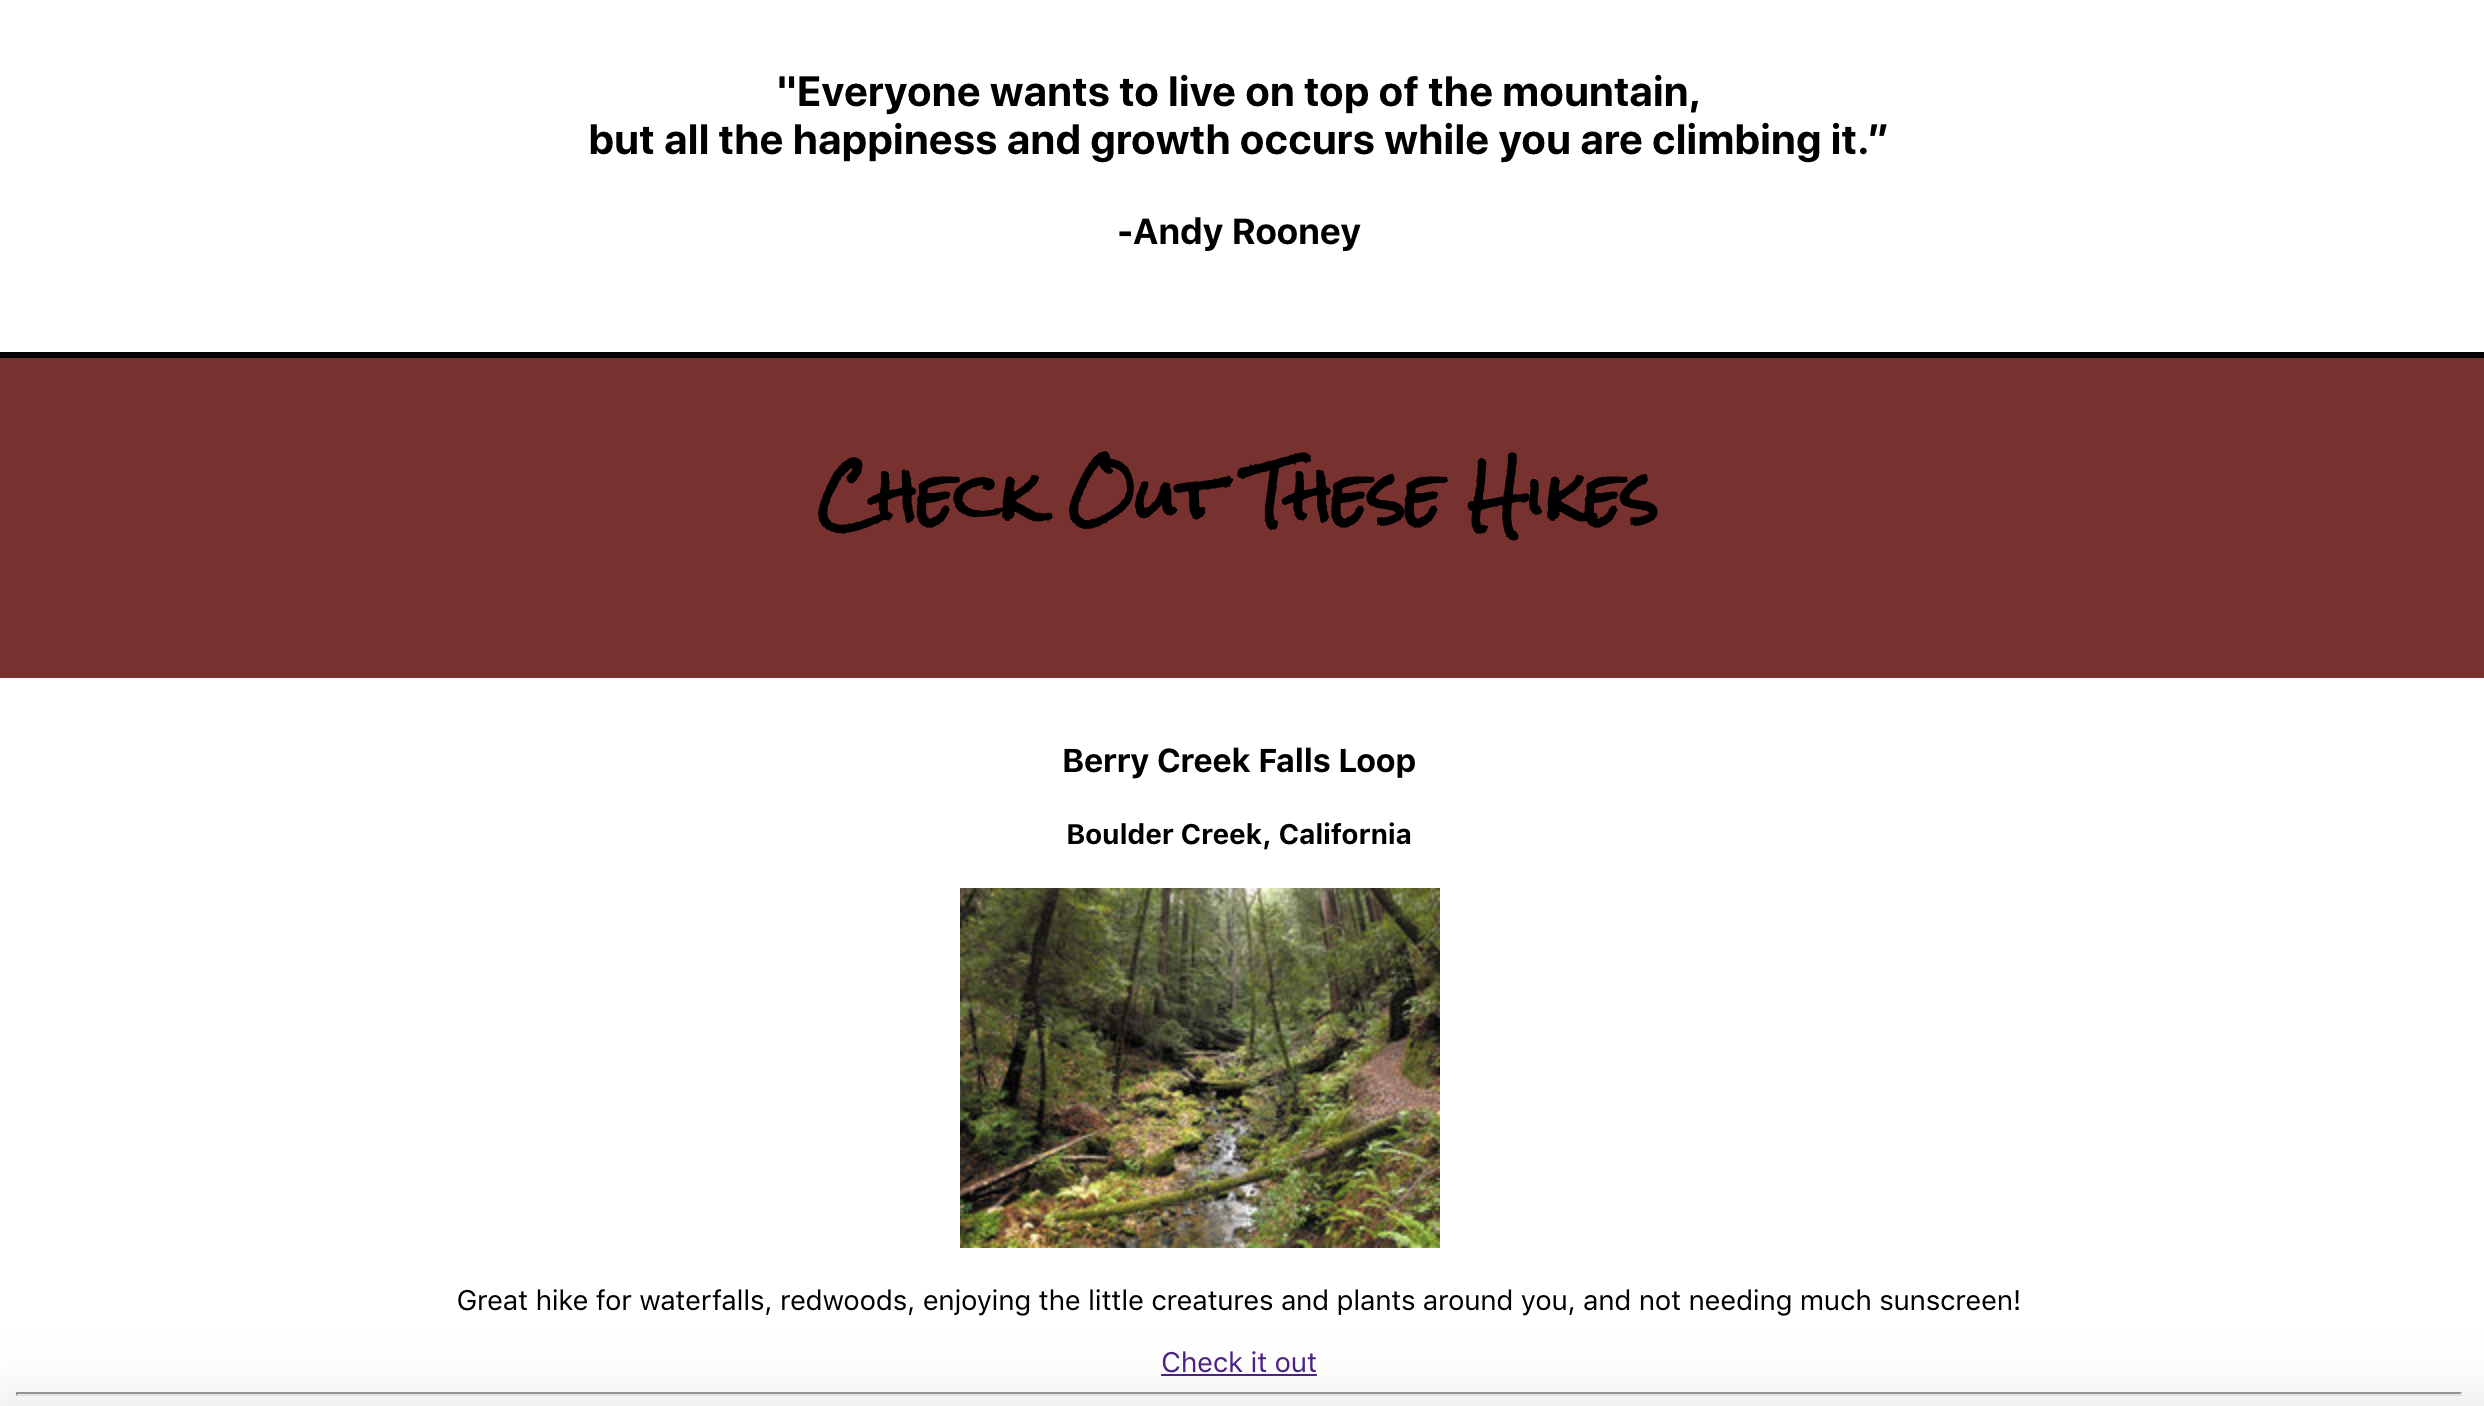 "Everyone wants to live on top of the mountain,
but all the happiness and growth occurs while you are climbing it.”
-Andy Rooney
Check Out These Hikes
Berry Creek Falls Loop
Boulder Creek, California
Great hike for waterfalls, redwoods, enjoying the little creatures and plants around you, and not needing much sunscreen!
Check it out